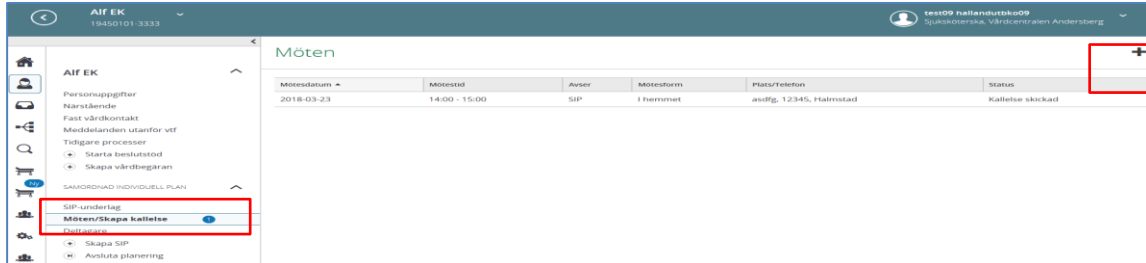 Alf EK
19450101-3333
test09 hallandutbko09
Sjuksköterska, Vårdcentralen Andersberg
Alf EK
Personuppgifter
Närstående
Fast vårdkontakt
Meddelanden utanför vtf
Tidigare processer
Starta beslutstöd
Skapa vårdbegäran
Ny
SAMORDNAD INDIVIDUELL PLAN
SIP-underlag
Möten/Skapa kallelse 1
Deltagare
Skapa SIP
Avsluta planering
Möten
Mötesdatum Mötestid Avser Mötesform Plats/Telefon Status
2018-03-23 14:00 - 15:00 SIP I hemmet asdfg, 12345, Halmstad Kallelse skickad